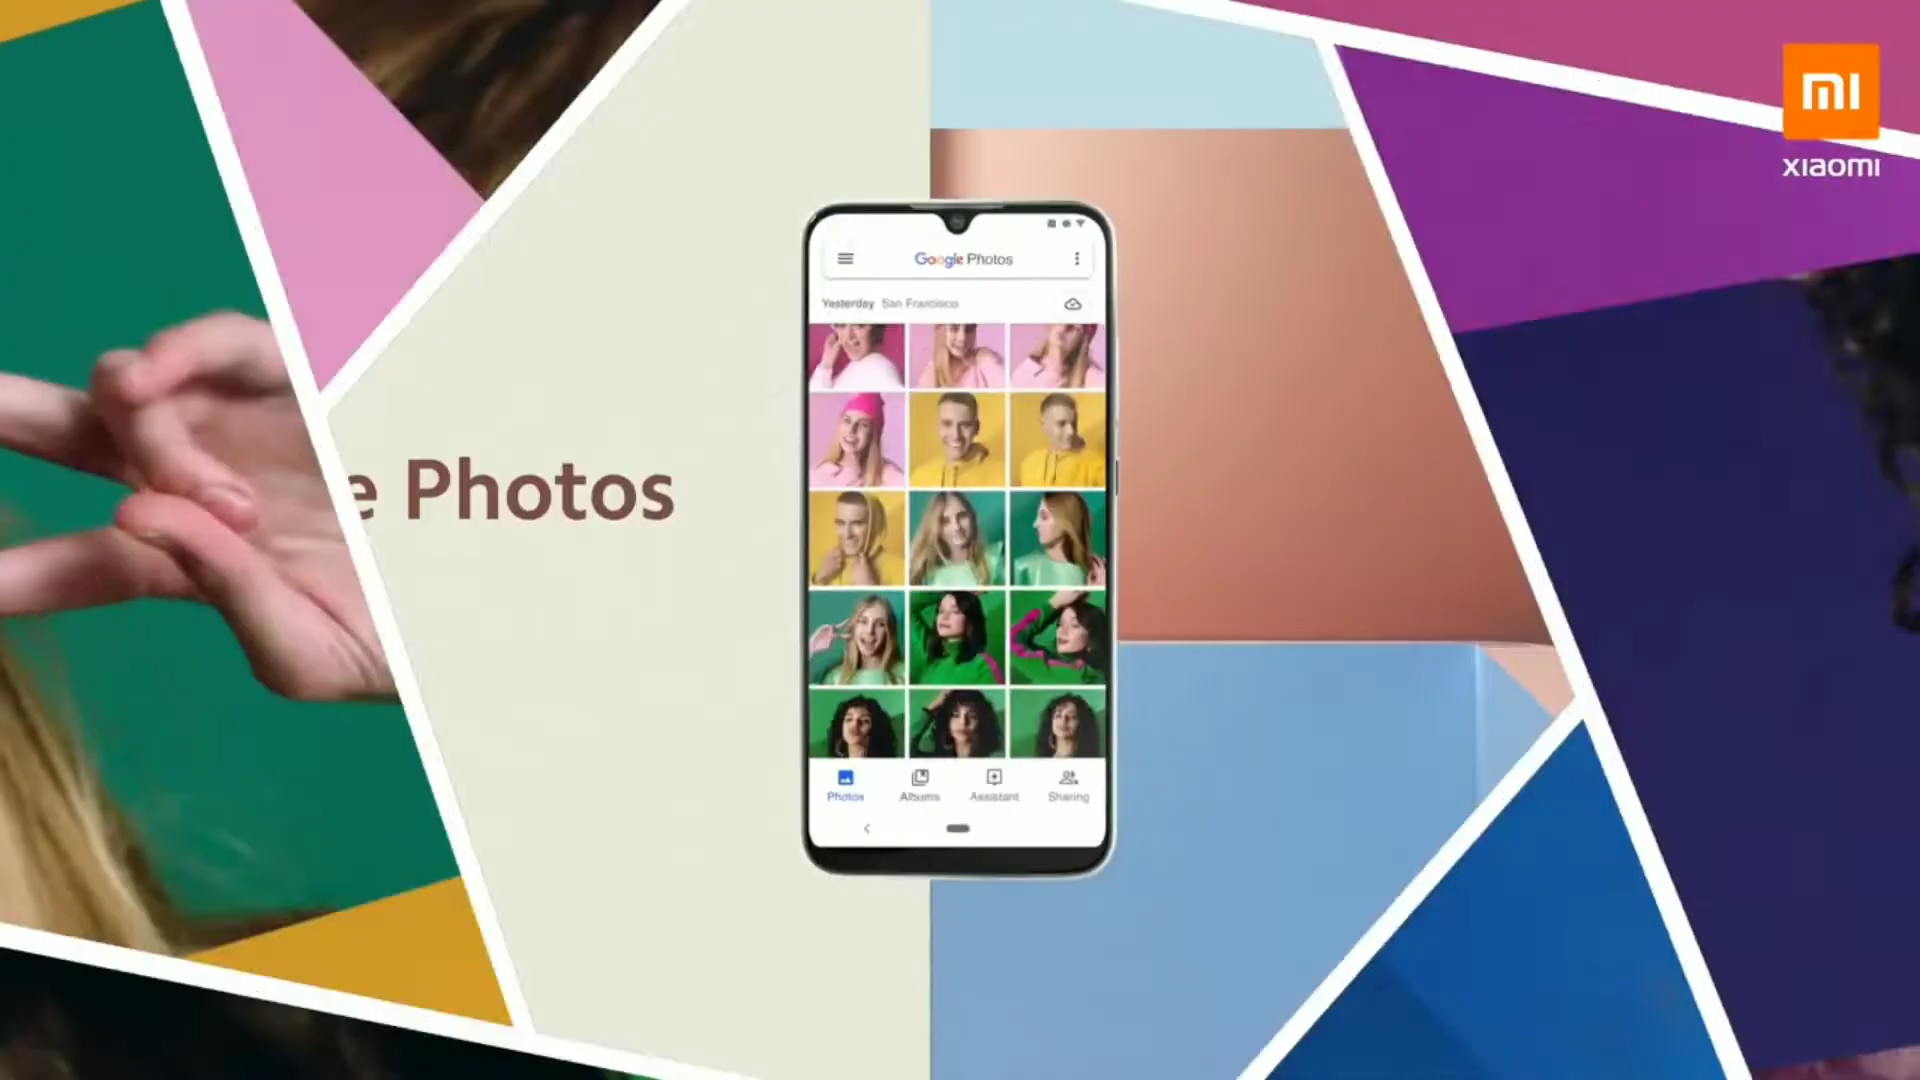 mi
xiaomi
Google Photos
Yesterday San Francisco
e Photos
Photos Albums Assistant Sharing